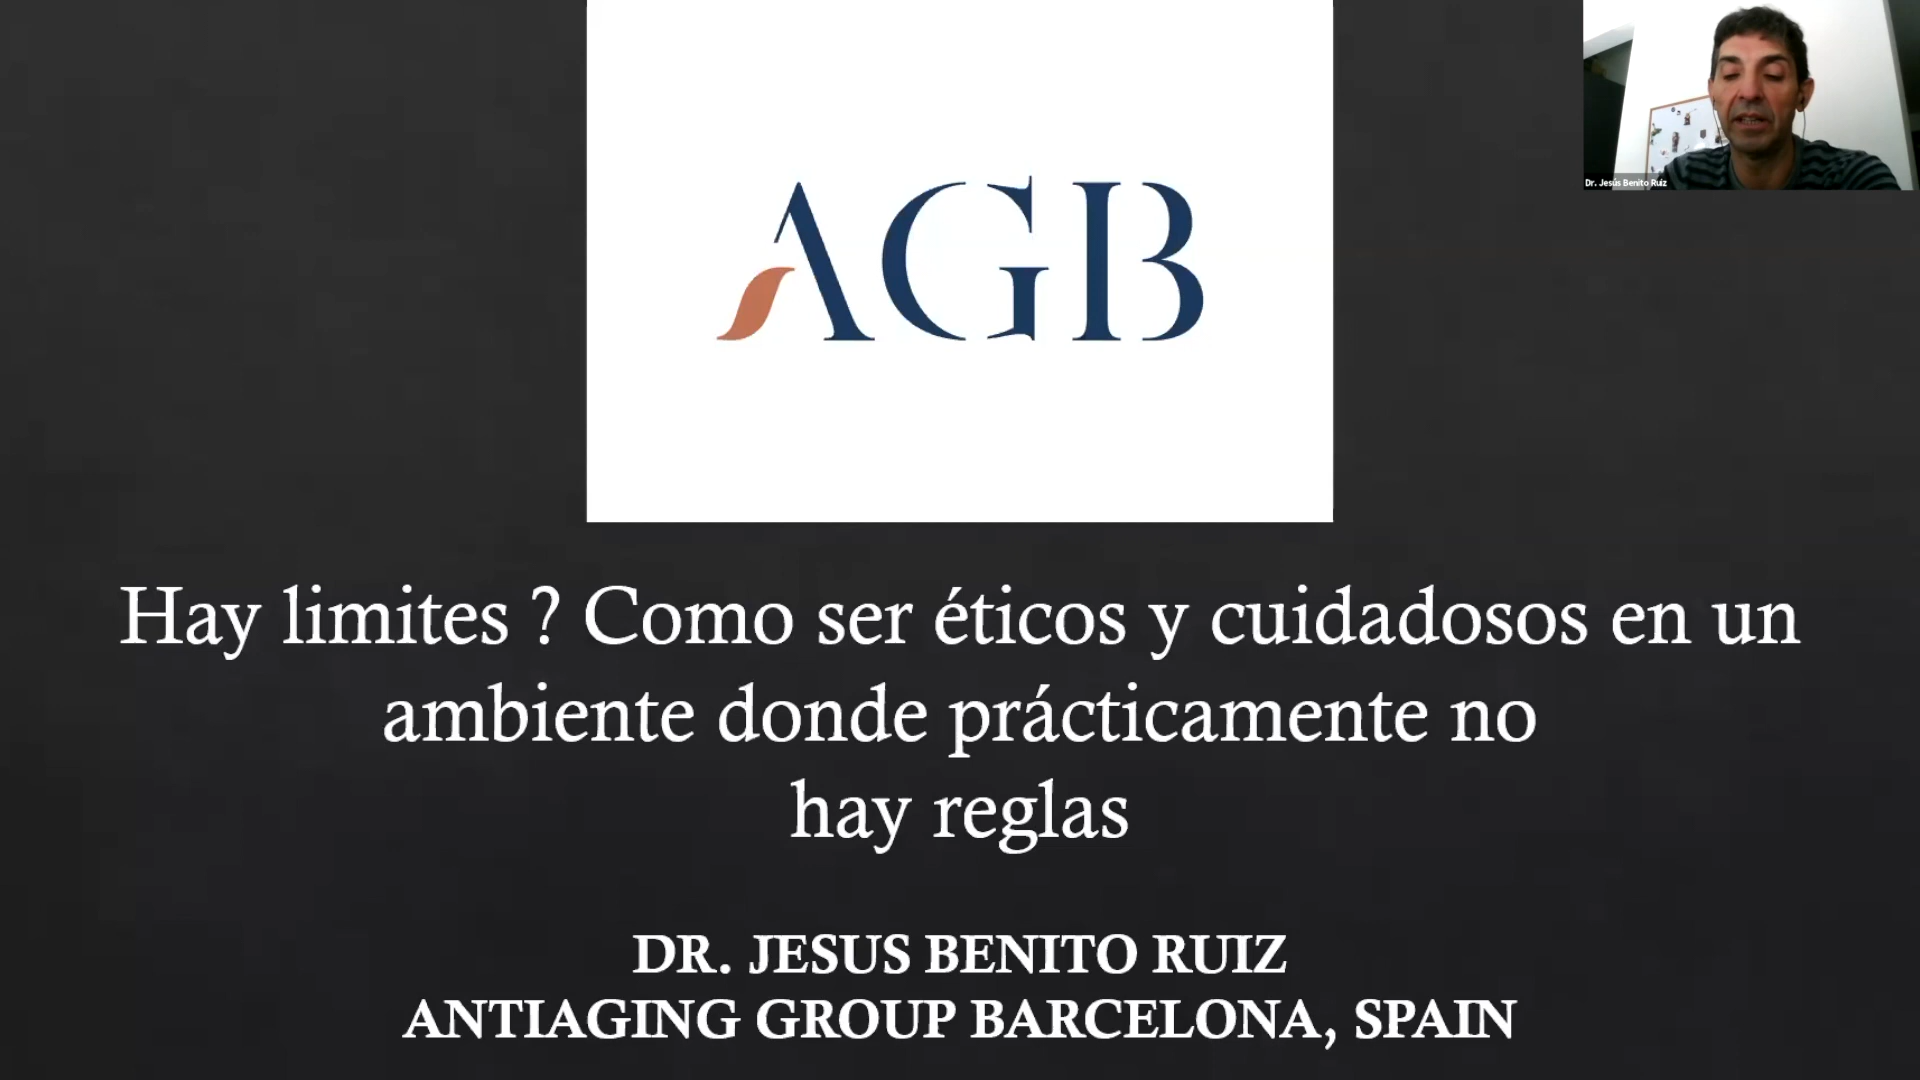 AGB
Dr. Jesús Benito Ruiz
Hay limites ? Como ser éticos y cuidadosos en un
ambiente donde prácticamente no
hay reglas
DR. JESUS BENITO RUIZ
ANTIAGING GROUP BARCELONA, SPAIN